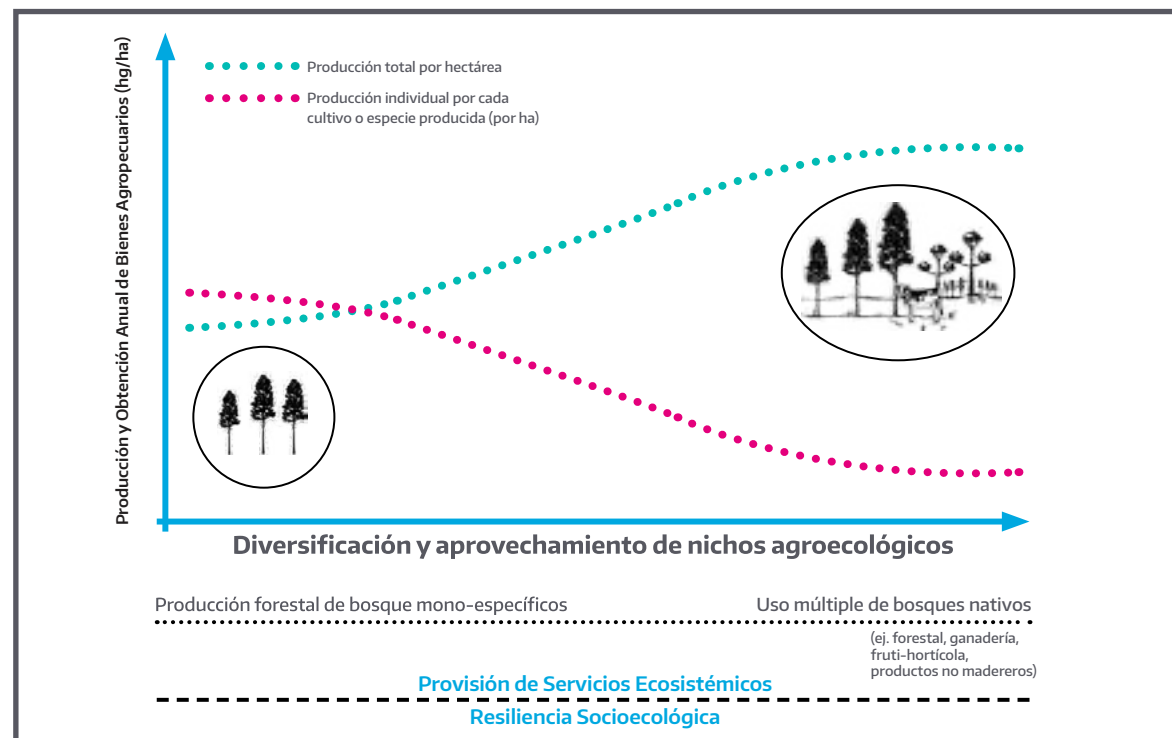 Producción y Obtención Anual de Bienes Agropecuarios (hg/ha)
Producción total por hectárea
Producción individual por cada
cultivo o especie producida (por ha)
Diversificación y aprovechamiento de nichos agroecológicos
Producción forestal de bosque mono-específicos
Uso múltiple de bosques nativos
(ej. forestal, ganadería,
fruti-hortícola,
productos no madereros)
Provisión de Servicios Ecosistémicos
Resiliencia Socioecológica